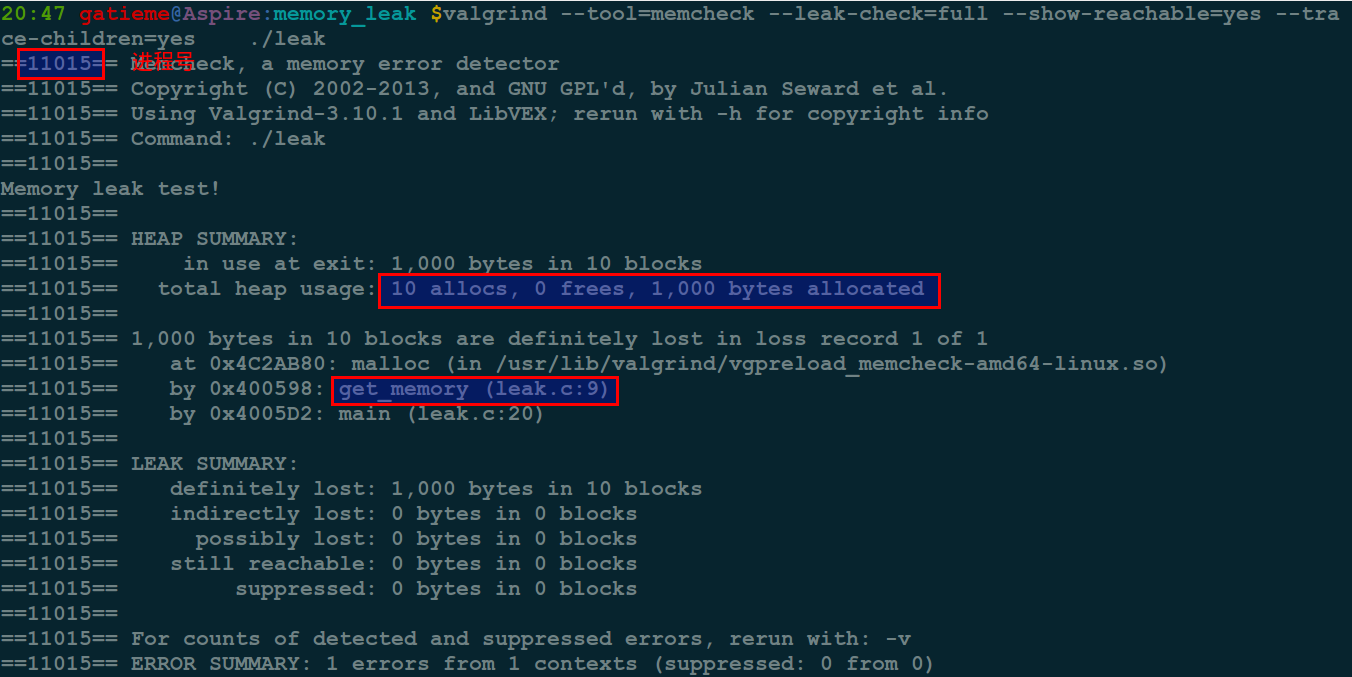 20:47 gatieme@Aspire:memory_leak $valgrind --tool=memcheck --leak-check=full --show-reachable=yes --tra
ce-children=yes    ./leak
==11015== Memcheck, a memory error detector
进程号
==11015== Copyright (C) 2002-2013, and GNU GPL'd, by Julian Seward et al.
==11015== Using Valgrind-3.10.1 and LibVEX; rerun with -h for copyright info
==11015== Command: ./leak
==11015==
Memory leak test!
==11015==
==11015== HEAP SUMMARY:
==11015==     in use at exit: 1,000 bytes in 10 blocks
==11015==   total heap usage: 10 allocs, 0 frees, 1,000 bytes allocated
==11015==
==11015== 1,000 bytes in 10 blocks are definitely lost in loss record 1 of 1
==11015==    at 0x4C2AB80: malloc (in /usr/lib/valgrind/vgpreload_memcheck-amd64-linux.so)
==11015==    by 0x400598: get_memory (leak.c:9)
==11015==    by 0x4005D2: main (leak.c:20)
==11015==
==11015== LEAK SUMMARY:
==11015==    definitely lost: 1,000 bytes in 10 blocks
==11015==    indirectly lost: 0 bytes in 0 blocks
==11015==      possibly lost: 0 bytes in 0 blocks
==11015==    still reachable: 0 bytes in 0 blocks
==11015==         suppressed: 0 bytes in 0 blocks
==11015==
==11015== For counts of detected and suppressed errors, rerun with: -v
==11015== ERROR SUMMARY: 1 errors from 1 contexts (suppressed: 0 from 0)